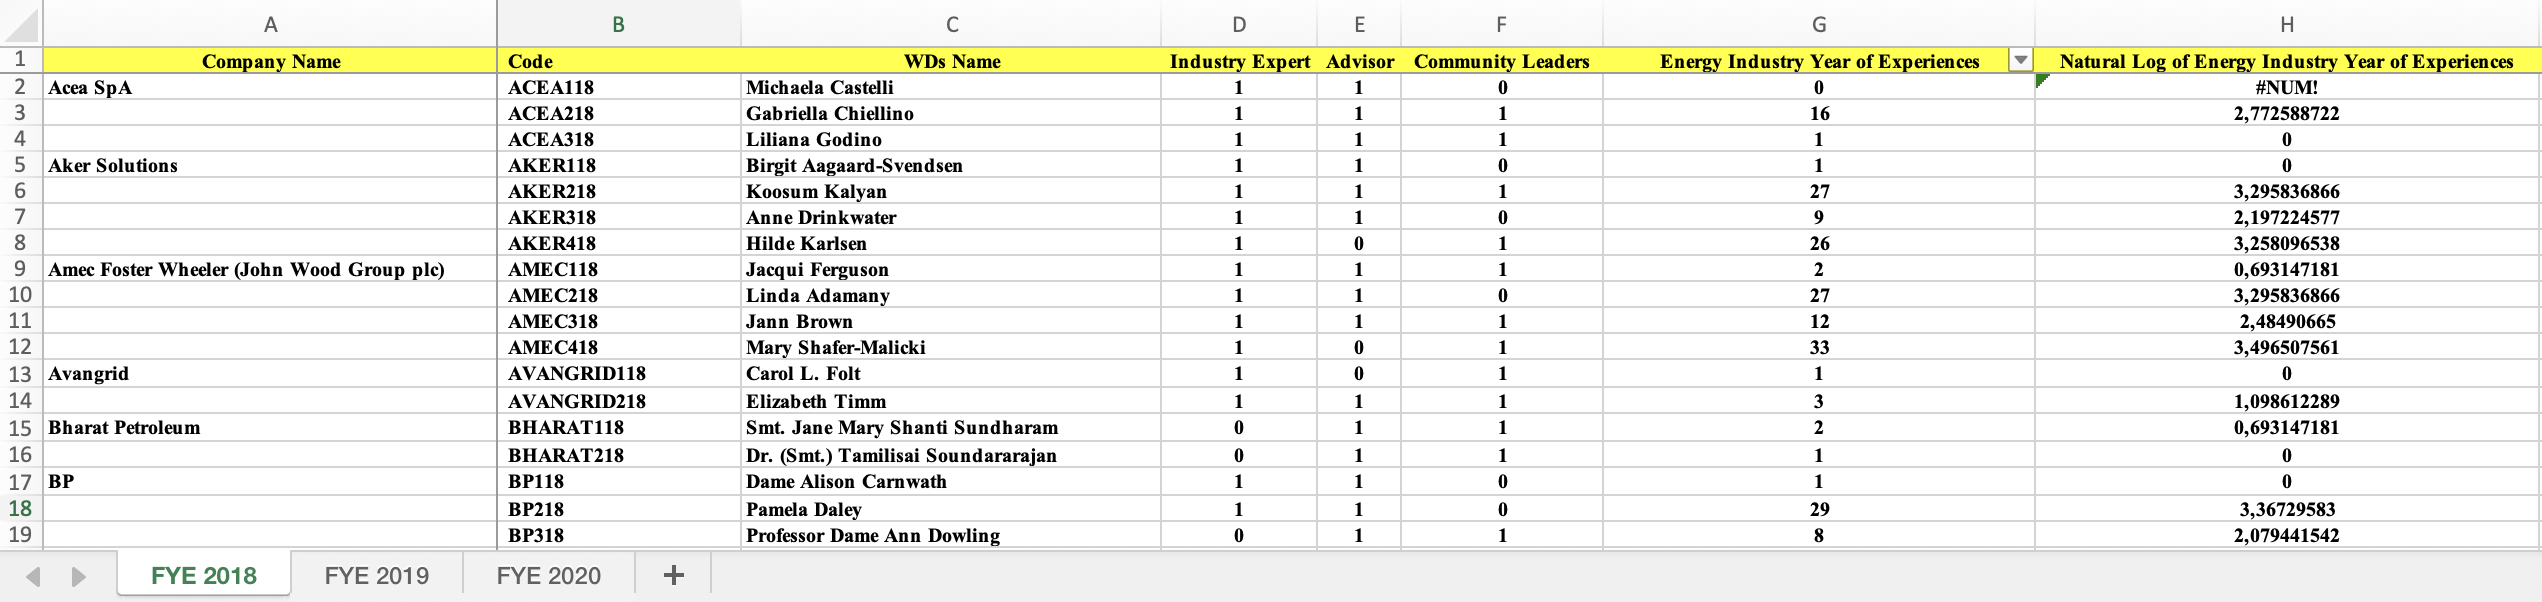 A B C D E F G H
1 Company Name Code WDs Name Industry Expert Advisor Community Leaders Energy Industry Year of Experiences Natural Log of Energy Industry Year of Experiences
2 Acea SpA ACEA118 Michaela Castelli 1 1 0 0 #NUM!
3 ACEA218 Gabriella Chiellino 1 1 1 16 2,772588722
4 ACEA318 Liliana Godino 1 1 1 1 0
5 Aker Solutions AKER118 Birgit Aagaard-Svendsen 1 1 0 1 0
6 AKER218 Koosum Kalyan 1 1 1 27 3,295836866
7 AKER318 Anne Drinkwater 1 1 0 9 2,197224577
8 AKER418 Hilde Karlsen 1 0 1 26 3,258096538
9 Amec Foster Wheeler (John Wood Group plc) AMEC118 Jacqui Ferguson 1 1 1 2 0,693147181
10 AMEC218 Linda Adamany 1 1 0 27 3,295836866
11 AMEC318 Jann Brown 1 1 1 12 2,48490665
12 AMEC418 Mary Shafer-Malicki 1 0 1 33 3,496507561
13 Avangrid AVANGRID118 Carol L. Folt 1 0 1 1 0
14 AVANGRID218 Elizabeth Timm 1 1 1 3 1,098612289
15 Bharat Petroleum BHARAT118 Smt. Jane Mary Shanti Sundharam 0 1 1 2 0,693147181
16 BHARAT218 Dr. (Smt.) Tamilisai Soundararajan 0 1 1 1 0
17 BP BP118 Dame Alison Carnwath 1 1 0 1 0
18 BP218 Pamela Daley 1 1 0 29 3,36729583
19 BP318 Professor Dame Ann Dowling 0 1 1 8 2,079441542
FYE 2018 FYE 2019 FYE 2020 +